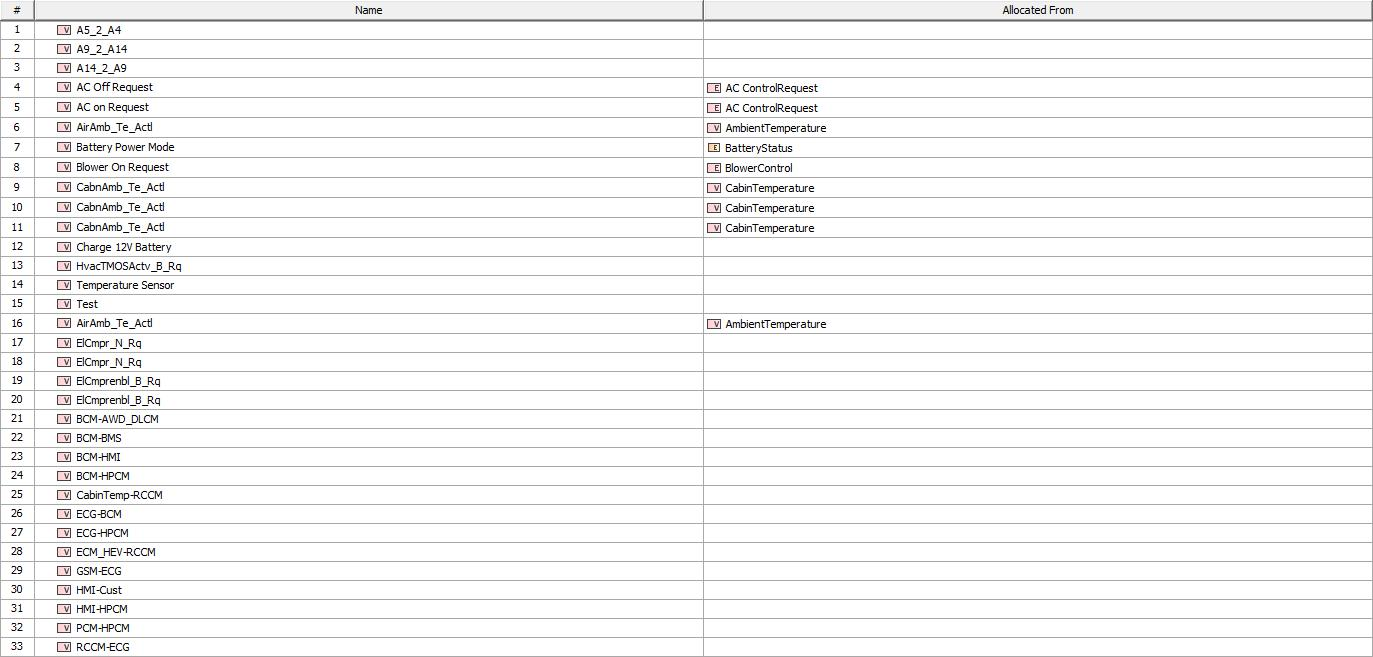 # Name Allocated From
1 V A5_2_A4
2 V A9_2_A14
3 V A14_2_A9
4 V AC Off Request E AC ControlRequest
5 V AC on Request E AC ControlRequest
6 V AirAmb_Te_Actl V AmbientTemperature
7 V Battery Power Mode E BatteryStatus
8 V Blower On Request E BlowerControl
9 V CabnAmb_Te_Actl V CabinTemperature
10 V CabnAmb_Te_Actl V CabinTemperature
11 V CabnAmb_Te_Actl V CabinTemperature
12 V Charge 12V Battery
13 V HvacTMOSActv_B_Rq
14 V Temperature Sensor
15 V Test
16 V AirAmb_Te_Actl V AmbientTemperature
17 V ElCmpr_N_Rq
18 V ElCmpr_N_Rq
19 V ElCmprenbl_B_Rq
20 V ElCmprenbl_B_Rq
21 V BCM-AWD_DLCM
22 V BCM-BMS
23 V BCM-HMI
24 V BCM-HPCM
25 V CabinTemp-RCCM
26 V ECG-BCM
27 V ECG-HPCM
28 V ECM_HEV-RCCM
29 V GSM-ECG
30 V HMI-Cust
31 V HMI-HPCM
32 V PCM-HPCM
33 V RCCM-ECG